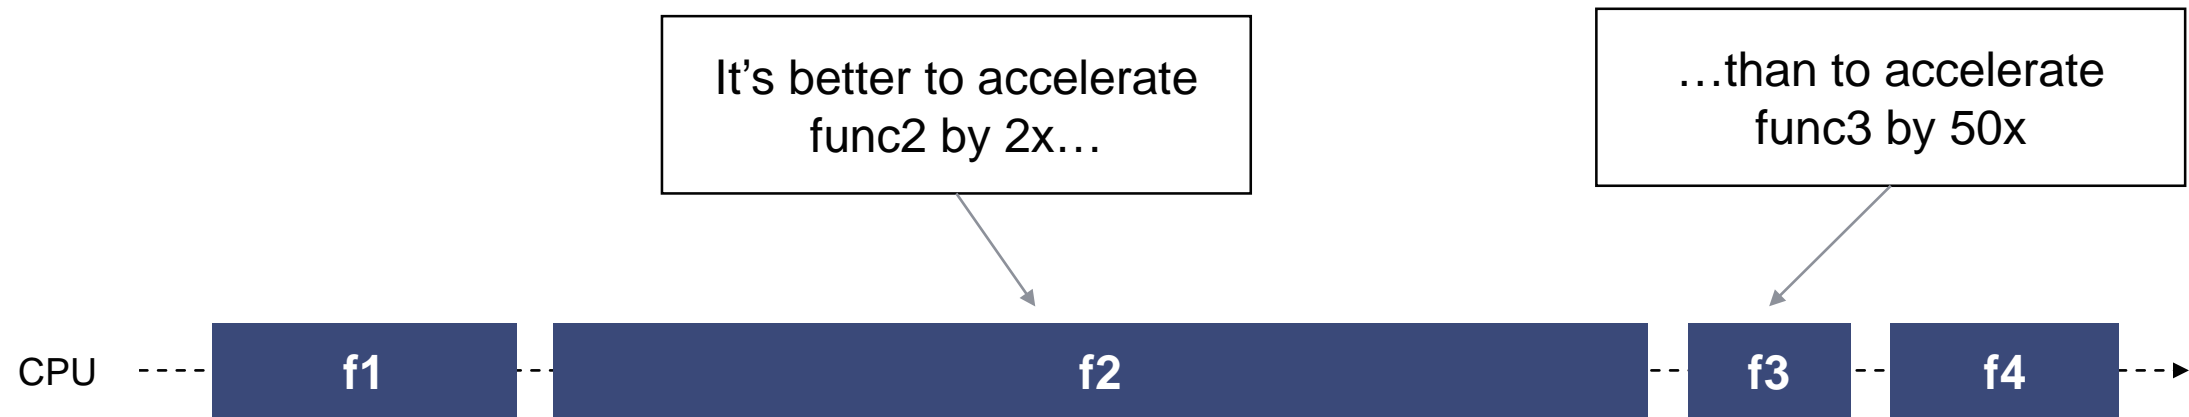 It’s better to accelerate
func2 by 2x…
…than to accelerate
func3 by 50x
CPU
f1
f2
f3
f4